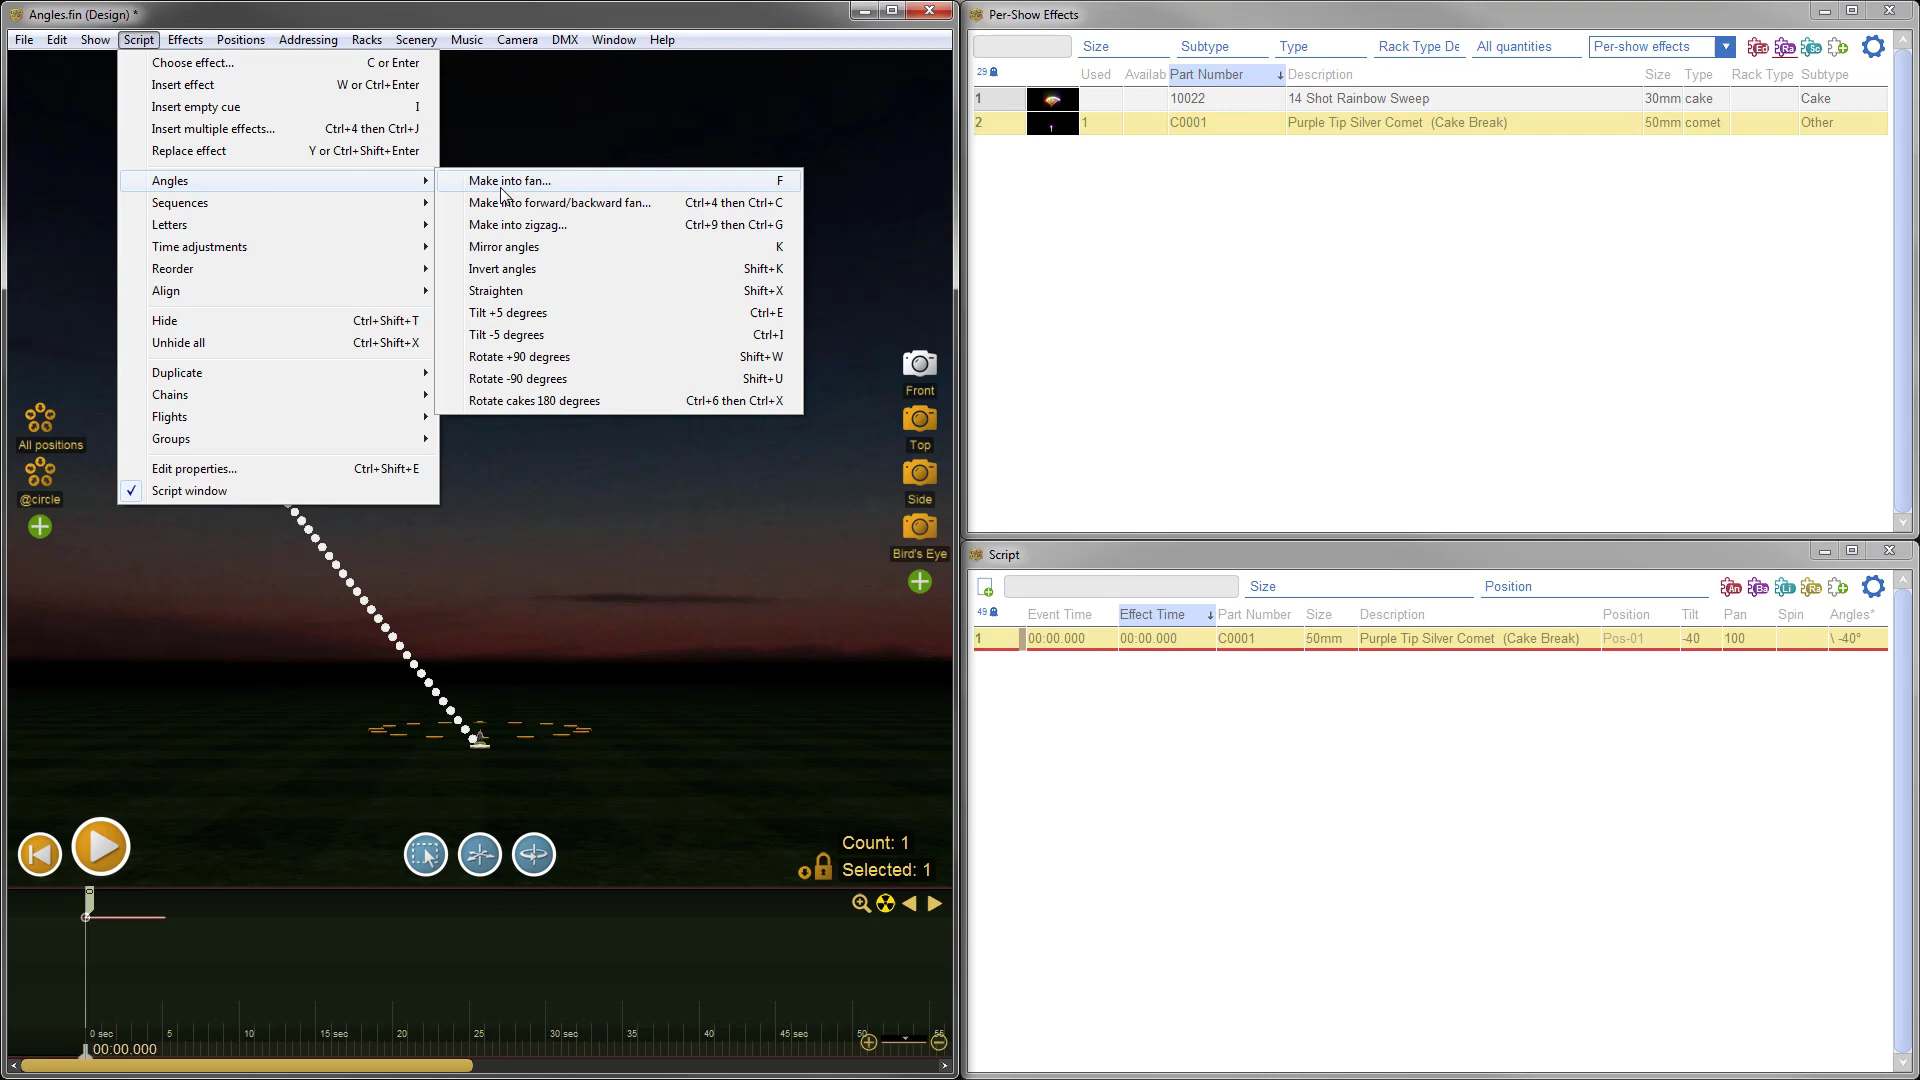 Angles.fin (Design) *
File Edit Show Script Effects Positions Addressing Racks Scenery Music Camera DMX Window Help
Choose effect... C or Enter
Insert effect W or Ctrl+Enter
Insert empty cue I
Insert multiple effects... Ctrl+4 then Ctrl+J
Replace effect Y or Ctrl+Shift+Enter
Angles
Sequences
Letters
Time adjustments
Reorder
Align
Hide Ctrl+Shift+T
Unhide all Ctrl+Shift+X
Duplicate
Chains
Flights
Groups
Edit properties... Ctrl+Shift+E
Script window
Make into fan... F
Make into forward/backward fan... Ctrl+4 then Ctrl+C
Make into zigzag... Ctrl+9 then Ctrl+G
Mirror angles K
Invert angles Shift+K
Straighten Shift+X
Tilt +5 degrees Ctrl+E
Tilt -5 degrees Ctrl+I
Rotate +90 degrees Shift+W
Rotate -90 degrees Shift+U
Rotate cakes 180 degrees Ctrl+6 then Ctrl+X
All positions
@circle
Front
Top
Side
Bird's Eye
Count: 1
Selected: 1
0 sec 5 10 15 sec 20 25 30 sec 35 40 45 sec 50 55
00:00.000
Per-Show Effects
Size Subtype Type Rack Type De All quantities Per-show effects Ed Ra Sc
29 Used Availab Part Number Description Size Type Rack Type Subtype
1 10022 14 Shot Rainbow Sweep 30mm cake Cake
2 1 C0001 Purple Tip Silver Comet (Cake Break) 50mm comet Other
Script
Size Position An Ba Li Ra
49 Event Time Effect Time Part Number Size Description Position Tilt Pan Spin Angles*
1 00:00.000 00:00.000 C0001 50mm Purple Tip Silver Comet (Cake Break) Pos-01 -40 100 \ -40°